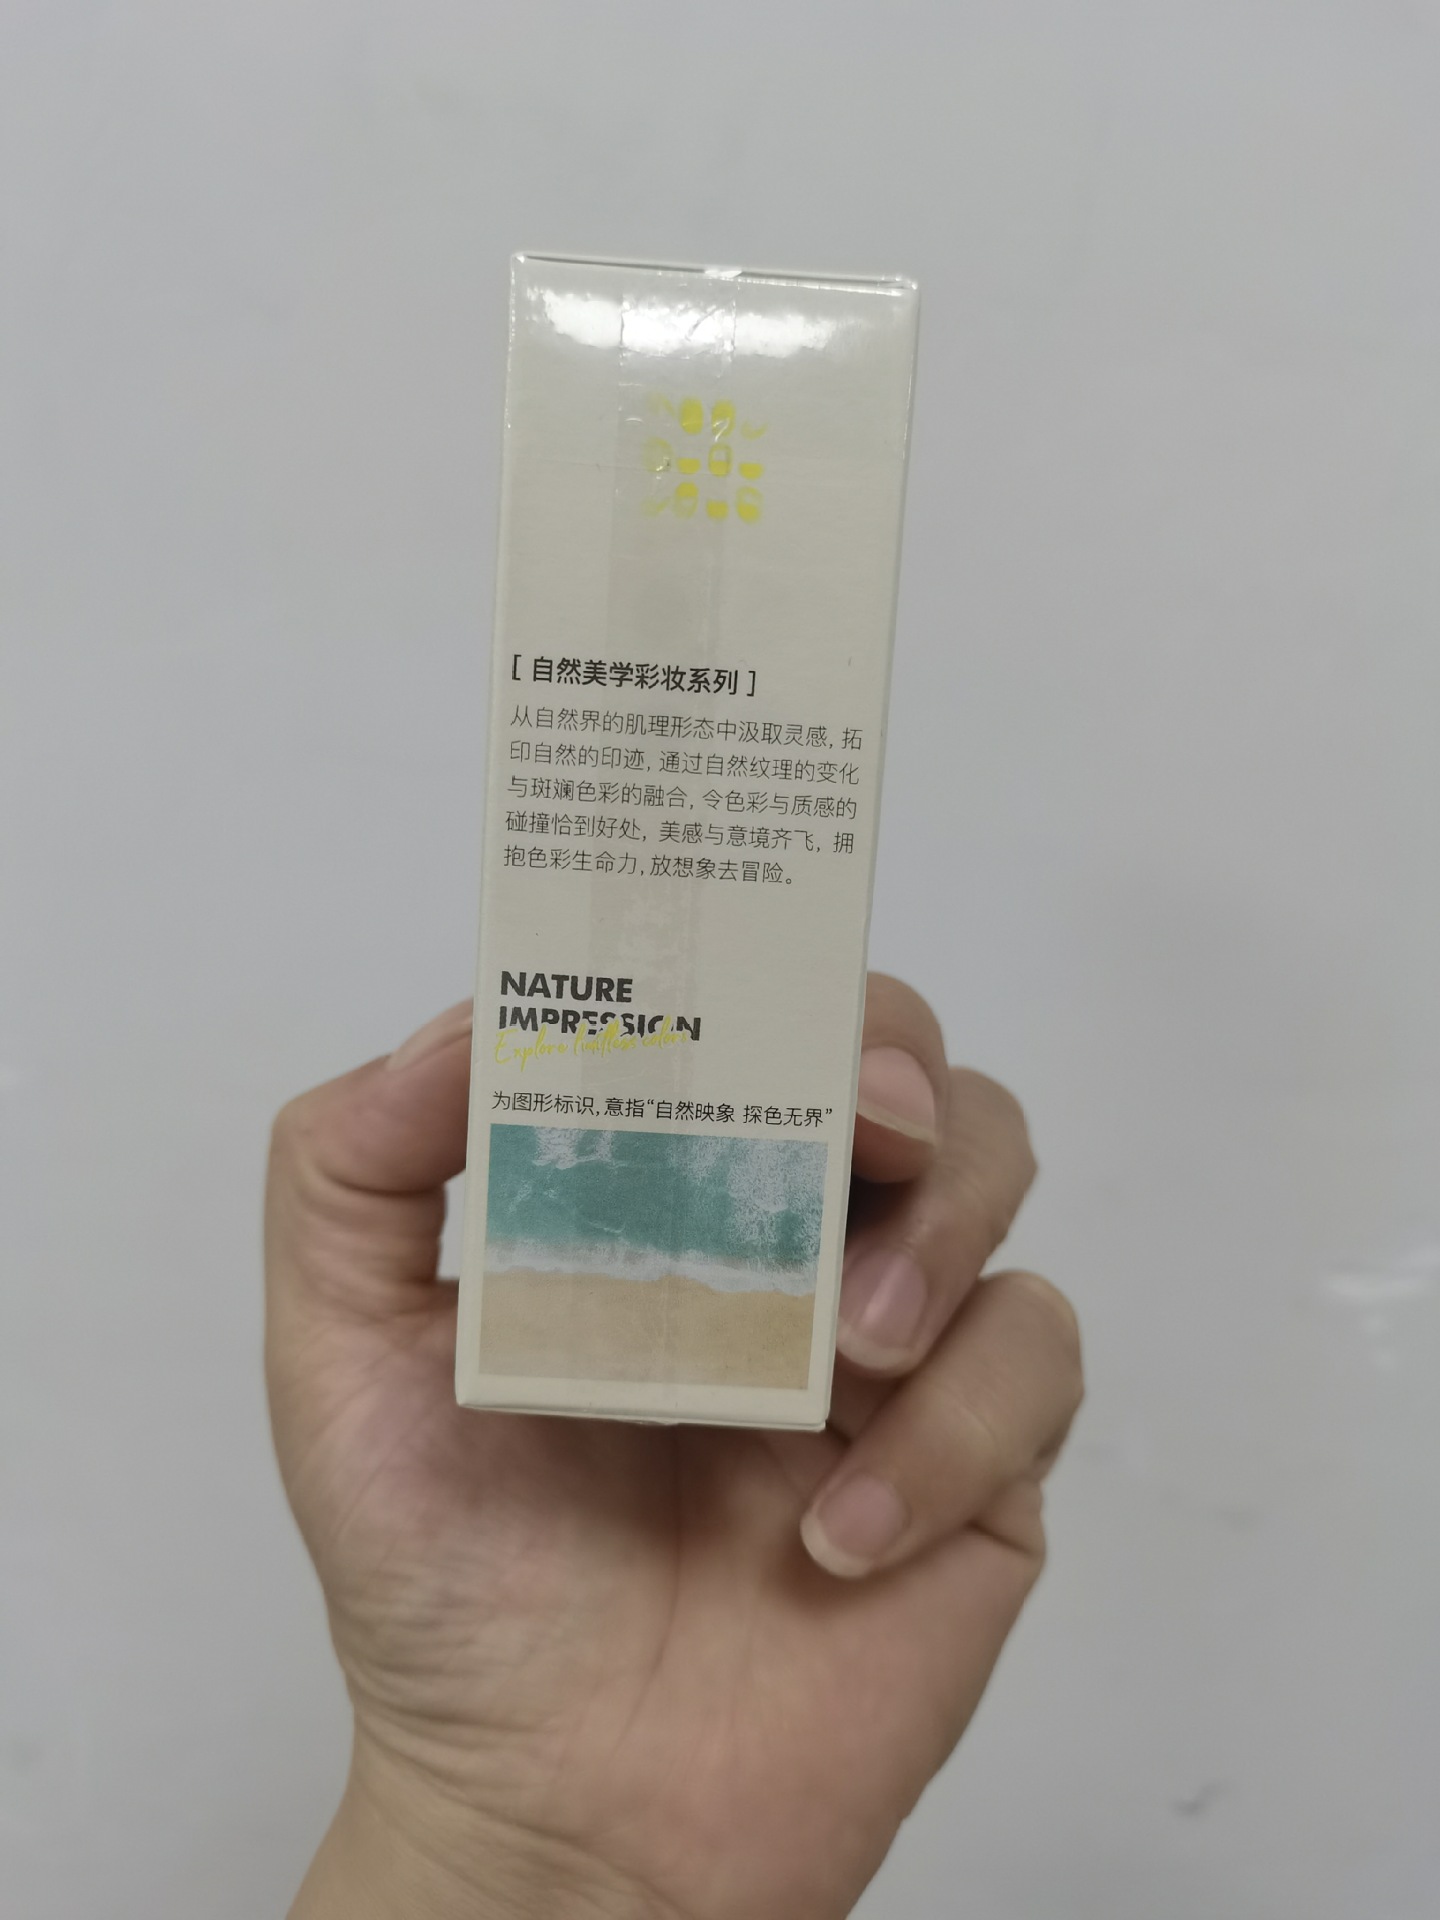 [ 自然美学彩妆系列 ]
从自然界的肌理形态中汲取灵感, 拓
印自然的印迹, 通过自然纹理的变化
与斑斓色彩的融合, 令色彩与质感的
碰撞恰到好处, 美感与意境齐飞, 拥
抱色彩生命力, 放想象去冒险。
NATURE
IMPRESSION
Explore limitless colors
为图形标识, 意指“自然映象 探色无界”